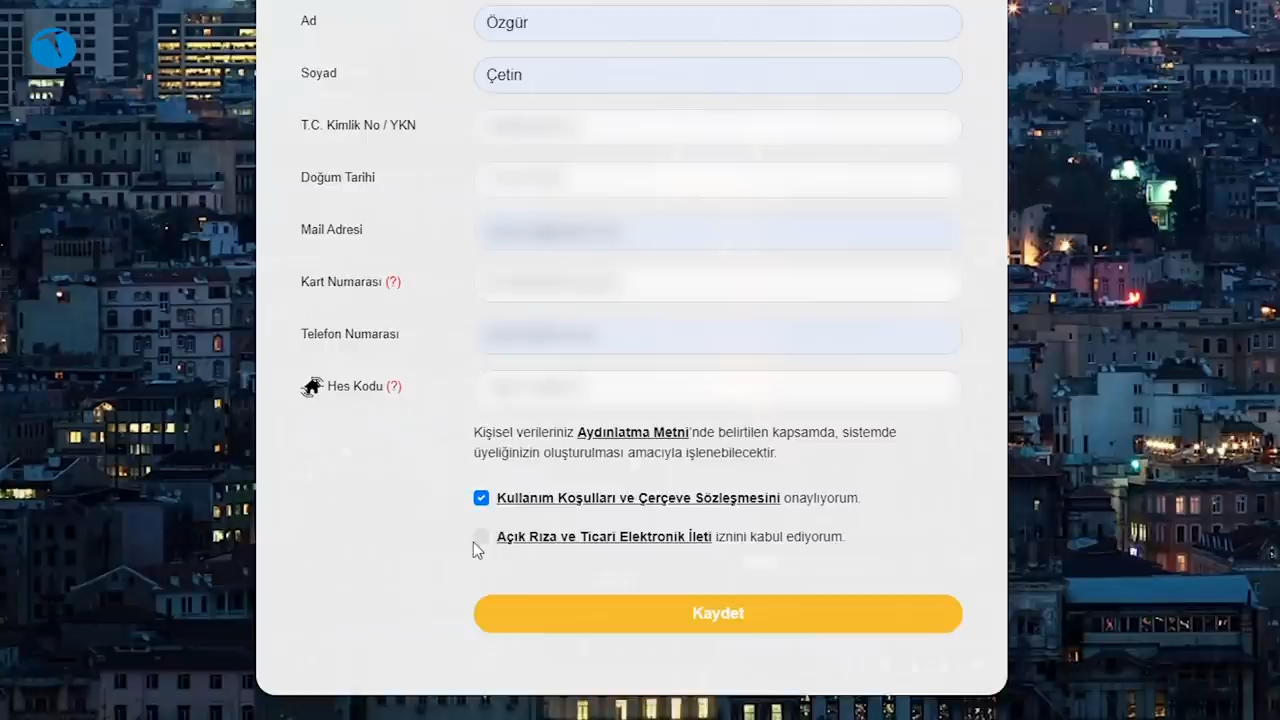 Ad
Özgür
Soyad
Çetin
T.C. Kimlik No / YKN
Doğum Tarihi
Mail Adresi
Kart Numarası (?)
Telefon Numarası
Hes Kodu (?)
Kişisel verileriniz Aydınlatma Metni'nde belirtilen kapsamda, sistemde
üyeliğinizin oluşturulması amacıyla işlenebilecektir.
Kullanım Koşulları ve Çerçeve Sözleşmesini onaylıyorum.
Açık Rıza ve Ticari Elektronik İleti iznini kabul ediyorum.
Kaydet